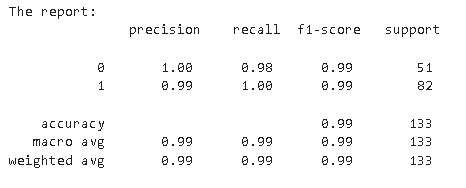 The report:
precision recall f1-score support
0 1.00 0.98 0.99 51
1 0.99 1.00 0.99 82
accuracy 0.99 133
macro avg 0.99 0.99 0.99 133
weighted avg 0.99 0.99 0.99 133